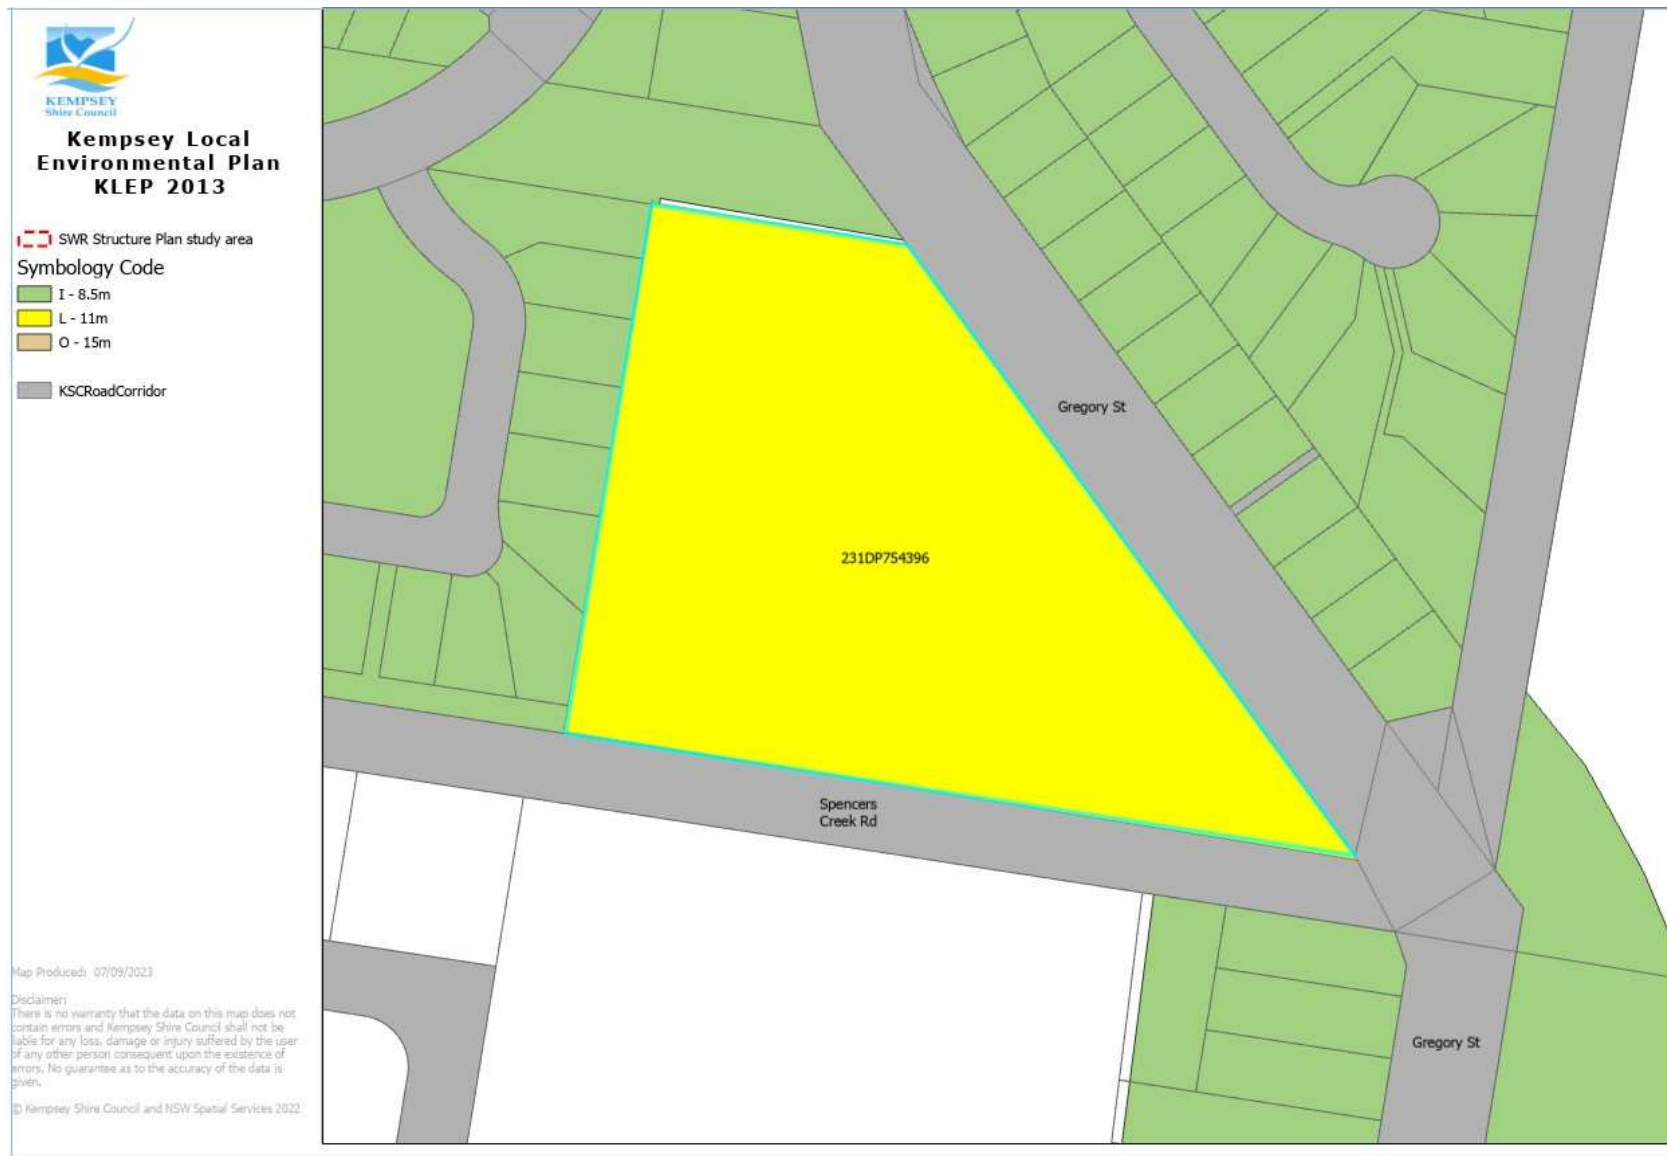 KEMPSEY
Shire Council
Kempsey Local
Environmental Plan
KLEP 2013
SWR Structure Plan study area
Symbology Code
I - 8.5m
L - 11m
O - 15m
KSCRoadCorridor
Gregory St
231DP754396
Spencers
Creek Rd
Gregory St
Map Produced: 07/09/2023
Disclaimer:
There is no warranty that the data on this map does not
contain errors and Kempsey Shire Council shall not be
liable for any loss, damage or injury suffered by the user
of any other person consequent upon the existence of
errors. No guarantee as to the accuracy of the data is
given.
© Kempsey Shire Council and NSW Spatial Services 2022